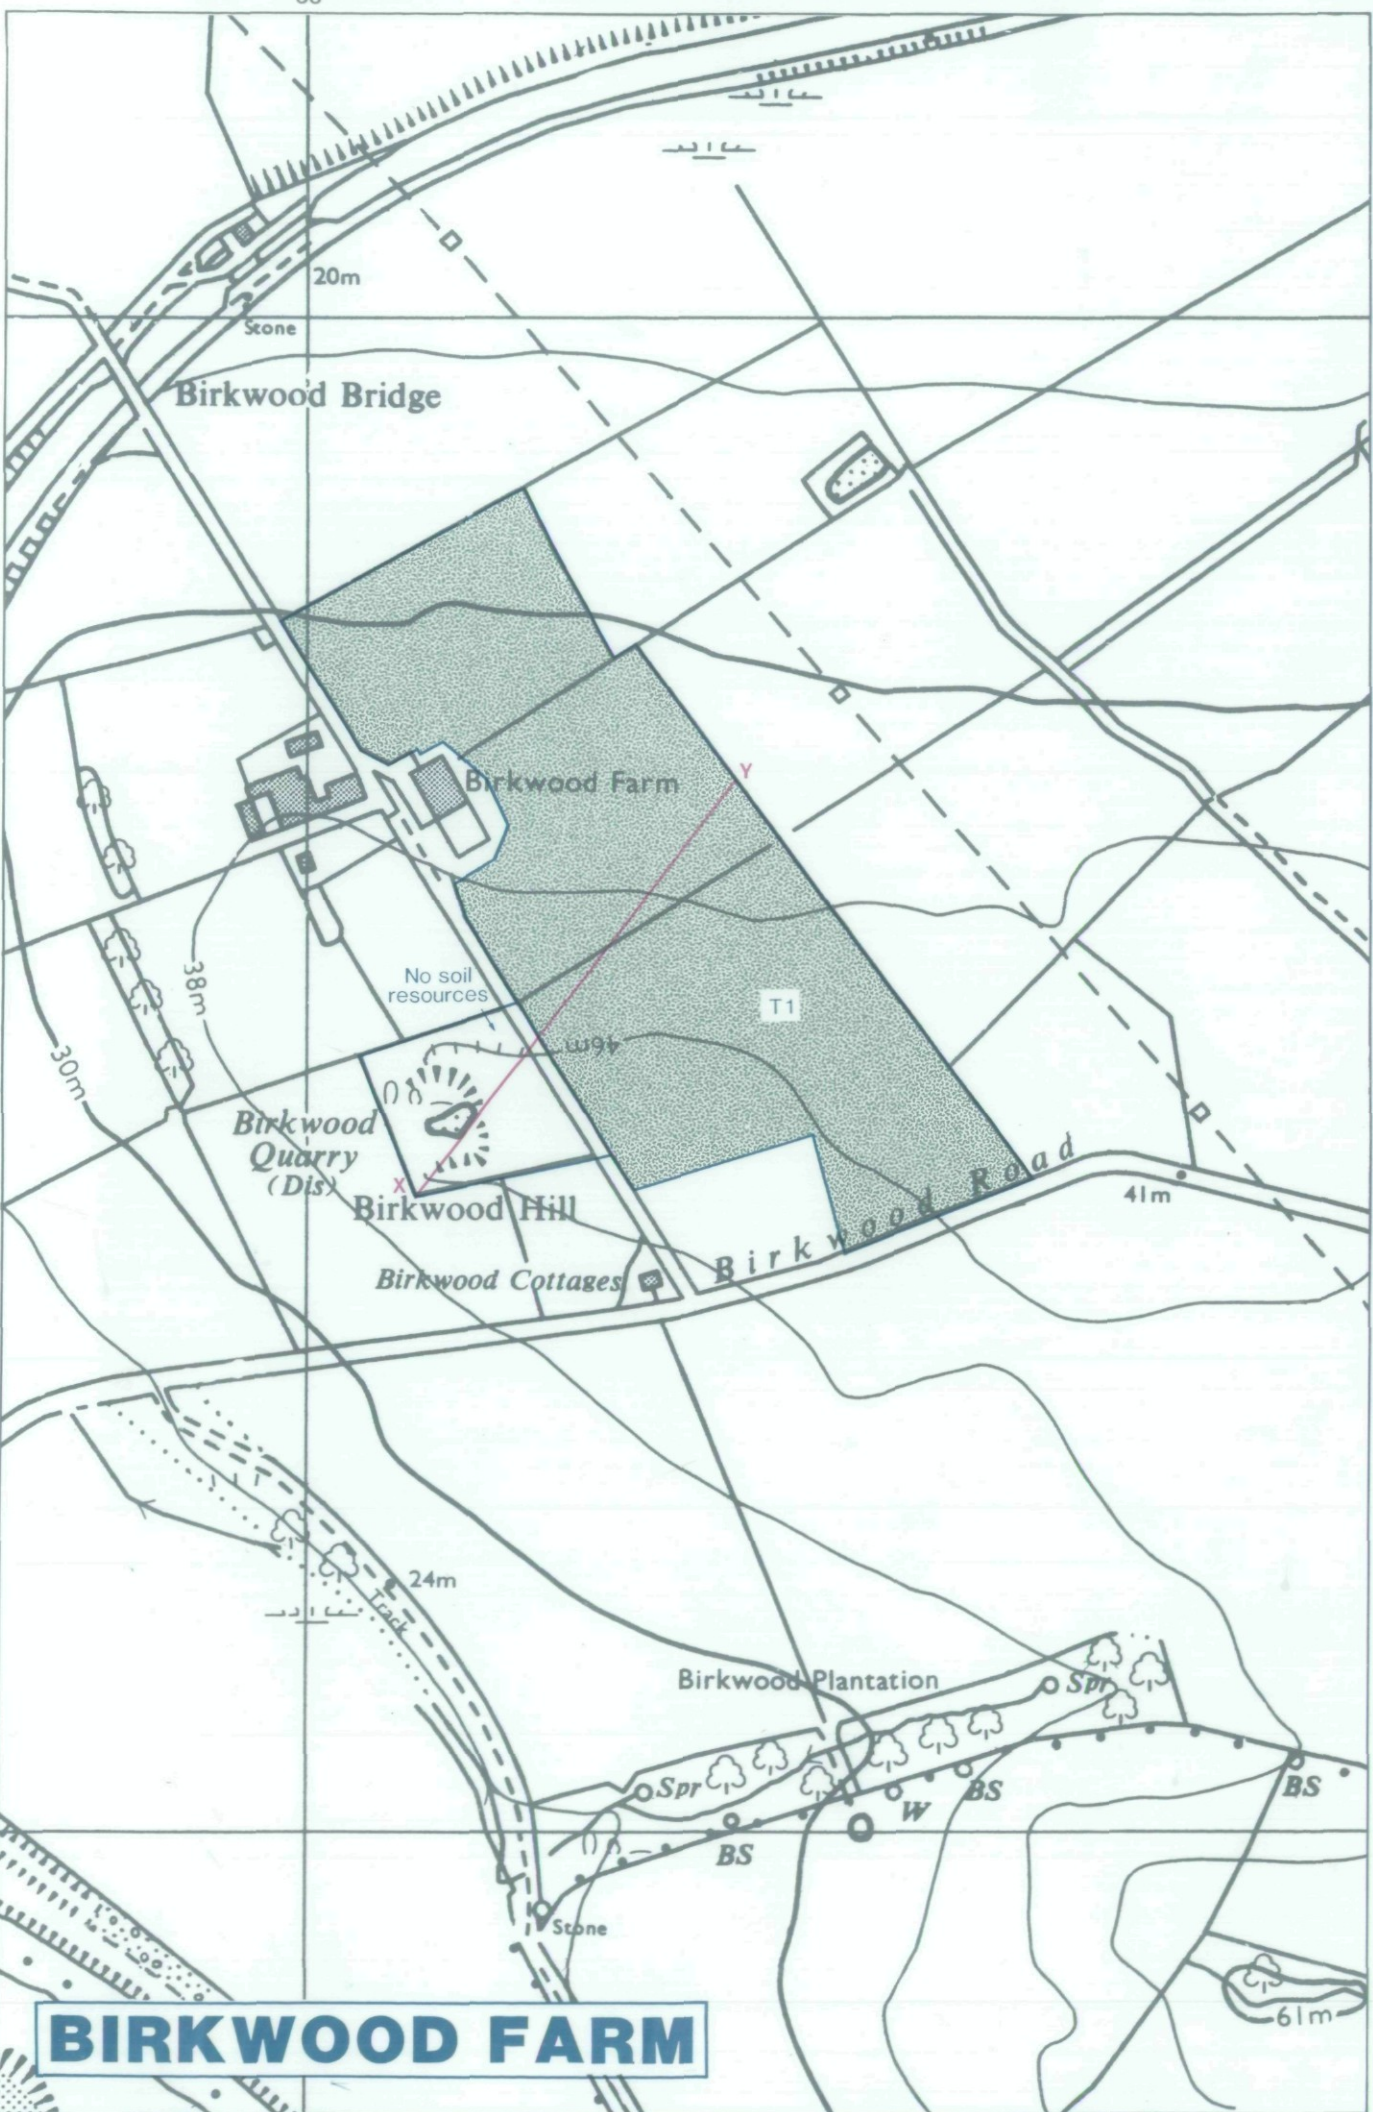 20m
Stone
Birkwood Bridge
Birkwood Farm
Y
38m
No soil
resources
T1
46m
30m
Birkwood
Quarry
(Dis)
X
Birkwood Hill
Birkwood Road
41m
Birkwood Cottages
24m
Track
Birkwood Plantation
Spr
Spr
BS
W
BS
BS
Stone
61m
BIRKWOOD FARM